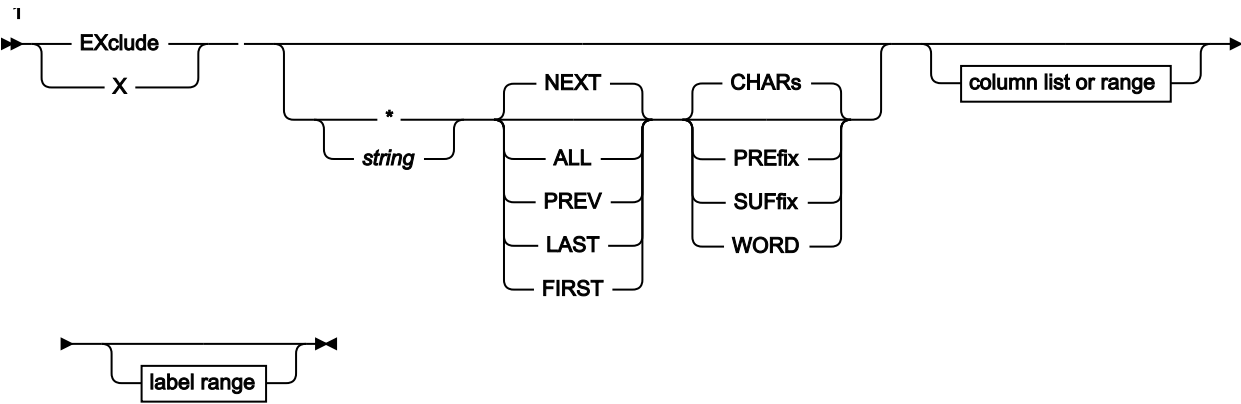 EXclude
X
*
string
NEXT
ALL
PREV
LAST
FIRST
CHARs
PREfix
SUFfix
WORD
column list or range
label range